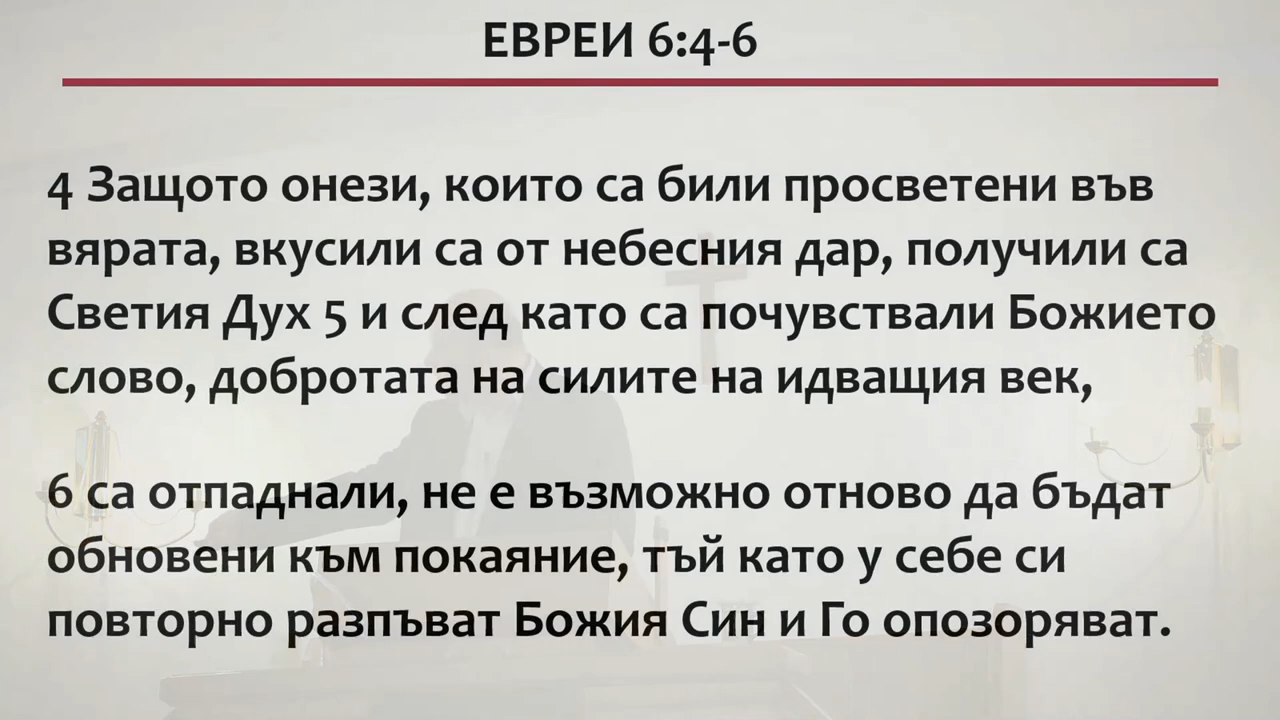 ЕВРЕИ 6:4-6
4 Защото онези, които са били просветени във
вярата, вкусили са от небесния дар, получили са
Светия Дух 5 и след като са почувствали Божието
слово, добротата на силите на идващия век,
6 са отпаднали, не е възможно отново да бъдат
обновени към покаяние, тъй като у себе си
повторно разпъват Божия Син и Го опозоряват.